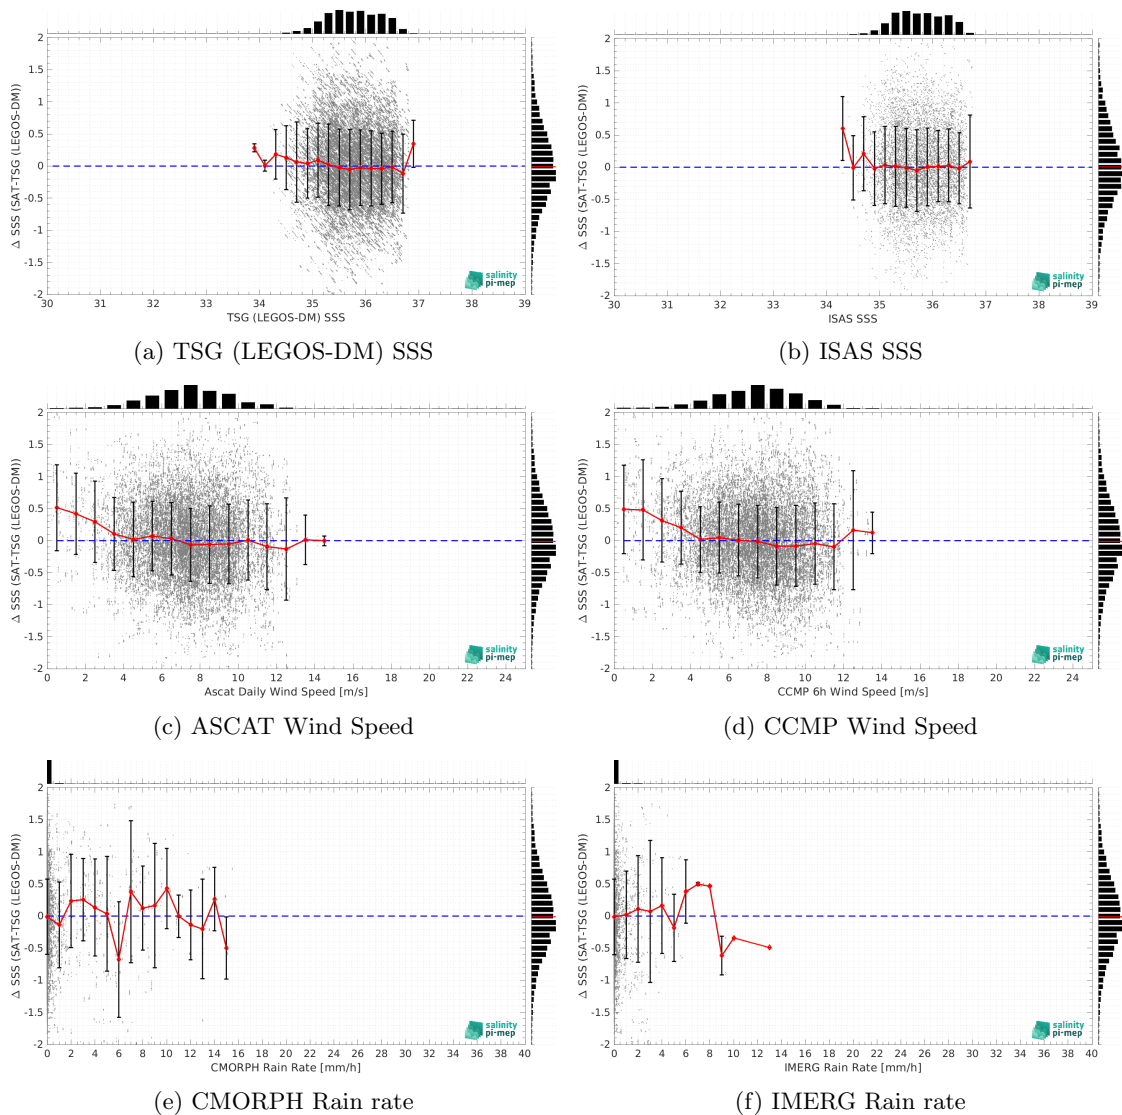 2
1.5
1
0.5
0
-0.5
-1
-1.5
-2
Δ SSS (SAT-TSG (LEGOS-DM))
30 31 32 33 34 35 36 37 38 39
TSG (LEGOS-DM) SSS
salinity
pi-mep
(a) TSG (LEGOS-DM) SSS
2
1.5
1
0.5
0
-0.5
-1
-1.5
-2
Δ SSS (SAT-TSG (LEGOS-DM))
30 31 32 33 34 35 36 37 38 39
ISAS SSS
salinity
pi-mep
(b) ISAS SSS
2
1.5
1
0.5
0
-0.5
-1
-1.5
-2
Δ SSS (SAT-TSG (LEGOS-DM))
0 2 4 6 8 10 12 14 16 18 20 22 24
Ascat Daily Wind Speed [m/s]
salinity
pi-mep
(c) ASCAT Wind Speed
2
1.5
1
0.5
0
-0.5
-1
-1.5
-2
Δ SSS (SAT-TSG (LEGOS-DM))
0 2 4 6 8 10 12 14 16 18 20 22 24
CCMP 6h Wind Speed [m/s]
salinity
pi-mep
(d) CCMP Wind Speed
2
1.5
1
0.5
0
-0.5
-1
-1.5
-2
Δ SSS (SAT-TSG (LEGOS-DM))
0 2 4 6 8 10 12 14 16 18 20 22 24 26 28 30 32 34 36 38 40
CMORPH Rain Rate [mm/h]
salinity
pi-mep
(e) CMORPH Rain rate
2
1.5
1
0.5
0
-0.5
-1
-1.5
-2
Δ SSS (SAT-TSG (LEGOS-DM))
0 2 4 6 8 10 12 14 16 18 20 22 24 26 28 30 32 34 36 38 40
IMERG Rain Rate [mm/h]
salinity
pi-mep
(f) IMERG Rain rate